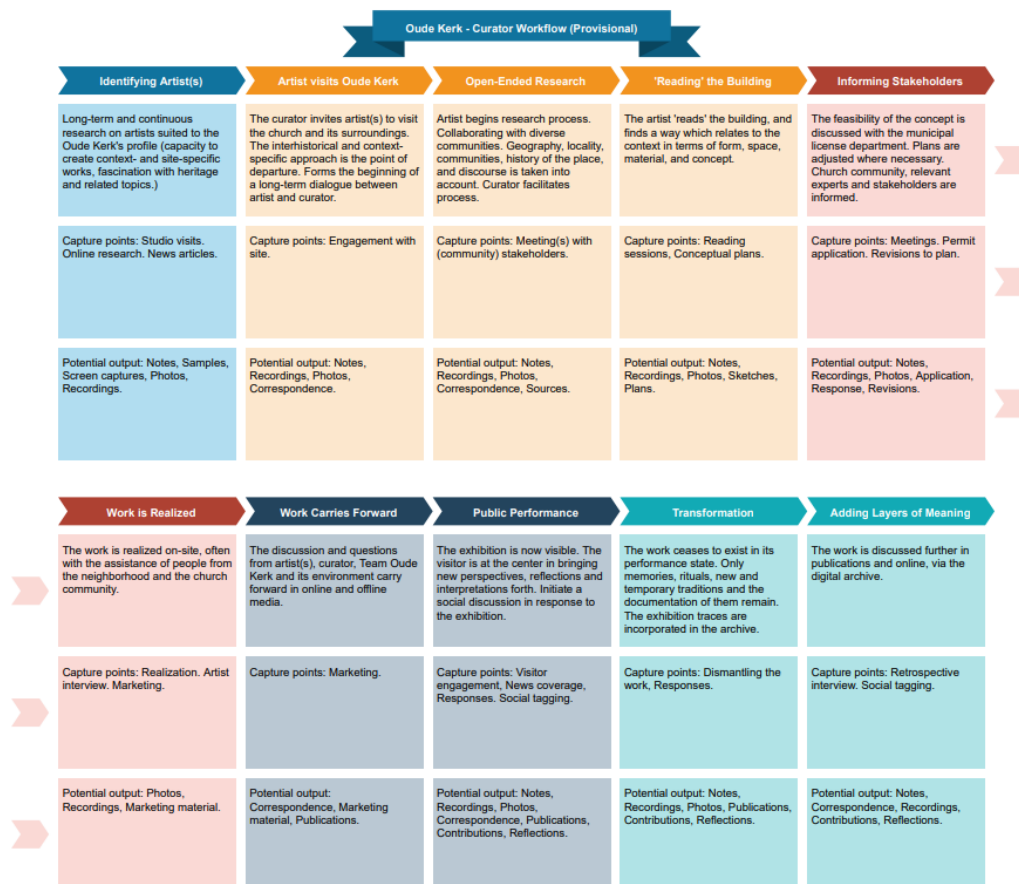 Oude Kerk - Curator Workflow (Provisional)
Identifying Artist(s)
Artist visits Oude Kerk
Open-Ended Research
'Reading' the Building
Informing Stakeholders
Long-term and continuous
research on artists suited to the
Oude Kerk's profile (capacity to
create context- and site-specific
works, fascination with heritage
and related topics.)
The curator invites artist(s) to visit
the church and its surroundings.
The interhistorical and context-
specific approach is the point of
departure. Forms the beginning of
a long-term dialogue between
artist and curator.
Artist begins research process.
Collaborating with diverse
communities. Geography, locality,
communities, history of the place,
and discourse is taken into
account. Curator facilitates
process.
The artist 'reads' the building, and
finds a way which relates to the
context in terms of form, space,
material, and concept.
The feasibility of the concept is
discussed with the municipal
license department. Plans are
adjusted where necessary.
Church community, relevant
experts and stakeholders are
informed.
Capture points: Studio visits.
Online research. News articles.
Capture points: Engagement with
site.
Capture points: Meeting(s) with
(community) stakeholders.
Capture points: Reading
sessions, Conceptual plans.
Capture points: Meetings. Permit
application. Revisions to plan.
Potential output: Notes, Samples,
Screen captures, Photos,
Recordings.
Potential output: Notes,
Recordings, Photos,
Correspondence.
Potential output: Notes,
Recordings, Photos,
Correspondence, Sources.
Potential output: Notes,
Recordings, Photos, Sketches,
Plans.
Potential output: Notes,
Recordings, Photos, Application,
Response, Revisions.
Work is Realized
Work Carries Forward
Public Performance
Transformation
Adding Layers of Meaning
The work is realized on-site, often
with the assistance of people from
the neighborhood and the church
community.
The discussion and questions
from artist(s), curator, Team Oude
Kerk and its environment carry
forward in online and offline
media.
The exhibition is now visible. The
visitor is at the center in bringing
new perspectives, reflections and
interpretations forth. Initiate a
social discussion in response to
the exhibition.
The work ceases to exist in its
performance state. Only
memories, rituals, new and
temporary traditions and the
documentation of them remain.
The exhibition traces are
incorporated in the archive.
The work is discussed further in
publications and online, via the
digital archive.
Capture points: Realization. Artist
interview. Marketing.
Capture points: Marketing.
Capture points: Visitor
engagement, News coverage,
Responses. Social tagging.
Capture points: Dismantling the
work, Responses.
Capture points: Retrospective
interview. Social tagging.
Potential output: Photos,
Recordings, Marketing material.
Potential output:
Correspondence, Marketing
material, Publications.
Potential output: Notes,
Recordings, Photos,
Correspondence, Publications,
Contributions, Reflections.
Potential output: Notes,
Recordings, Photos, Publications,
Contributions, Reflections.
Potential output: Notes,
Correspondence, Recordings,
Contributions, Reflections.